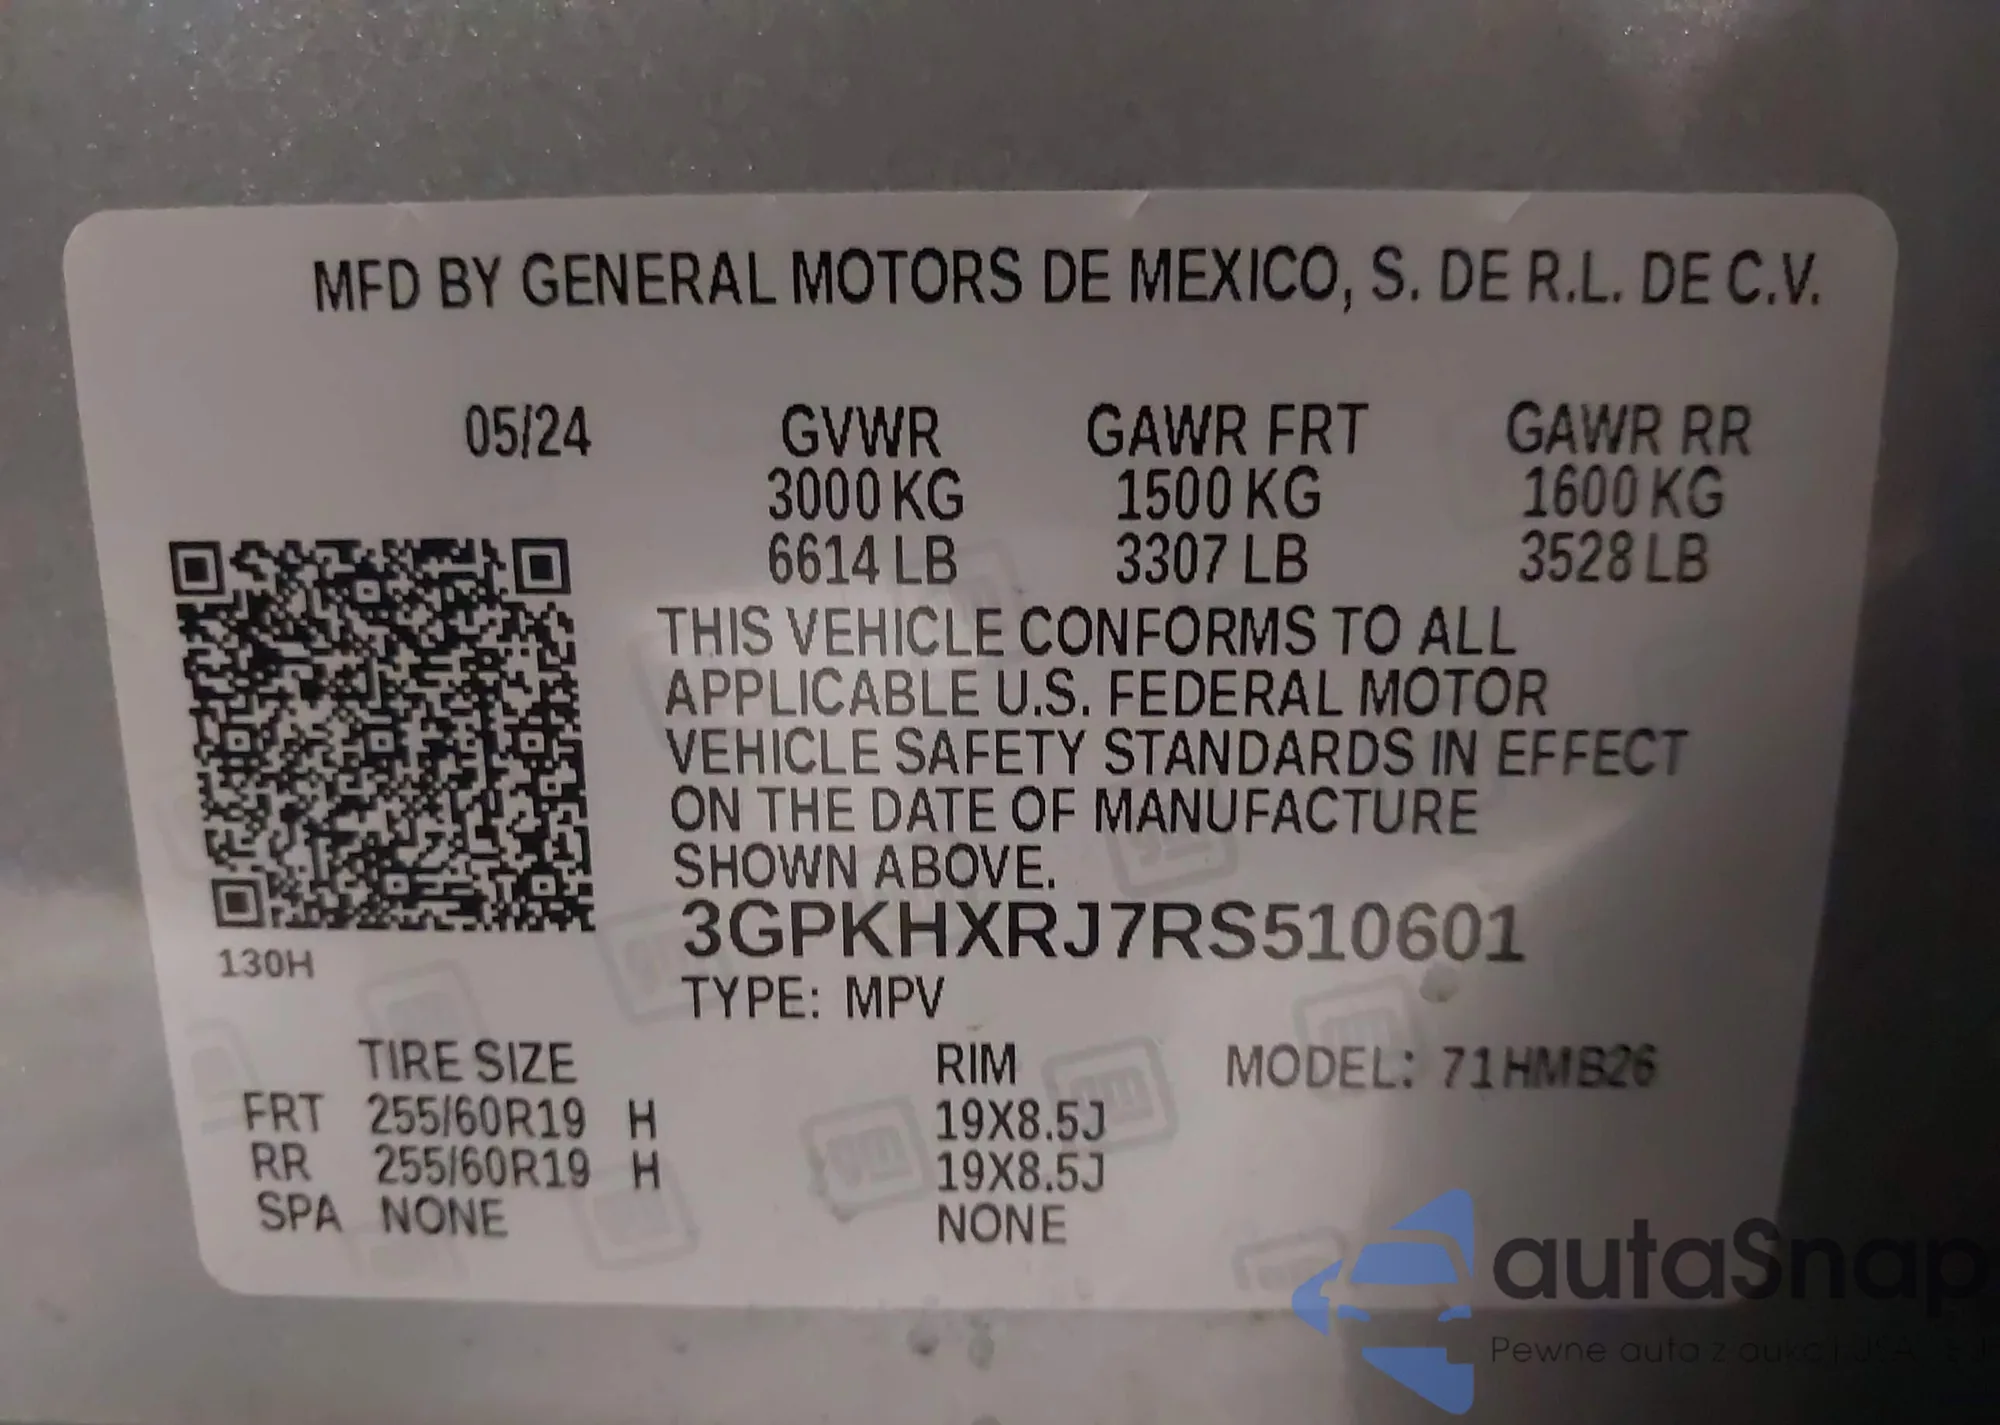 MFD BY GENERAL MOTORS DE MEXICO, S. DE R.L. DE C.V.
05/24 GVWR GAWR FRT GAWR RR
3000 KG 1500 KG 1600 KG
6614 LB 3307 LB 3528 LB
THIS VEHICLE CONFORMS TO ALL
APPLICABLE U.S. FEDERAL MOTOR
VEHICLE SAFETY STANDARDS IN EFFECT
ON THE DATE OF MANUFACTURE
SHOWN ABOVE.
3GPKHXRJ7RS510601
130H
TYPE: MPV
TIRE SIZE RIM MODEL: 71HMB26
FRT 255/60R19 H 19X8.5J
RR 255/60R19 H 19X8.5J
SPA NONE NONE
autaSnap
Pewne auta z